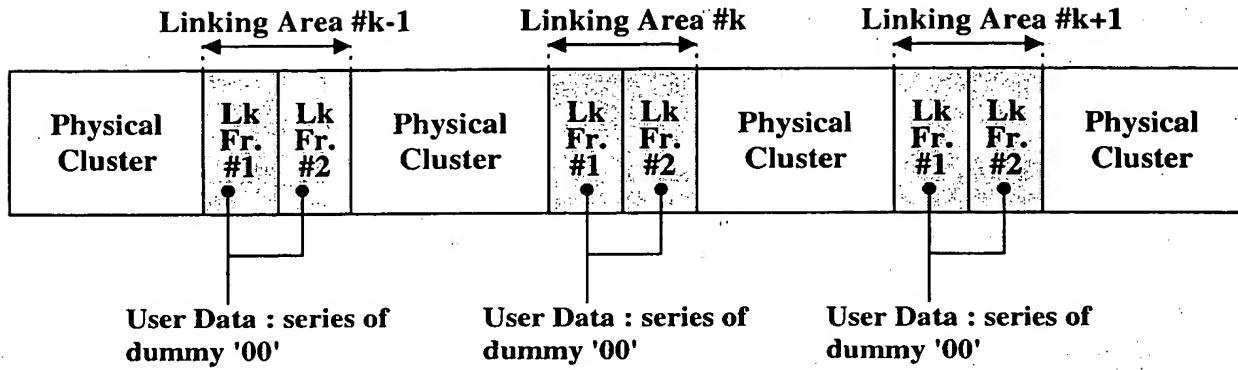 Linking Area #k-1
Linking Area #k
Linking Area #k+1
Physical
Cluster
Lk
Fr.
#1
Lk
Fr.
#2
Physical
Cluster
Lk
Fr.
#1
Lk
Fr.
#2
Physical
Cluster
Lk
Fr.
#1
Lk
Fr.
#2
Physical
Cluster
User Data : series of
dummy '00'
User Data : series of
dummy '00'
User Data : series of
dummy '00'